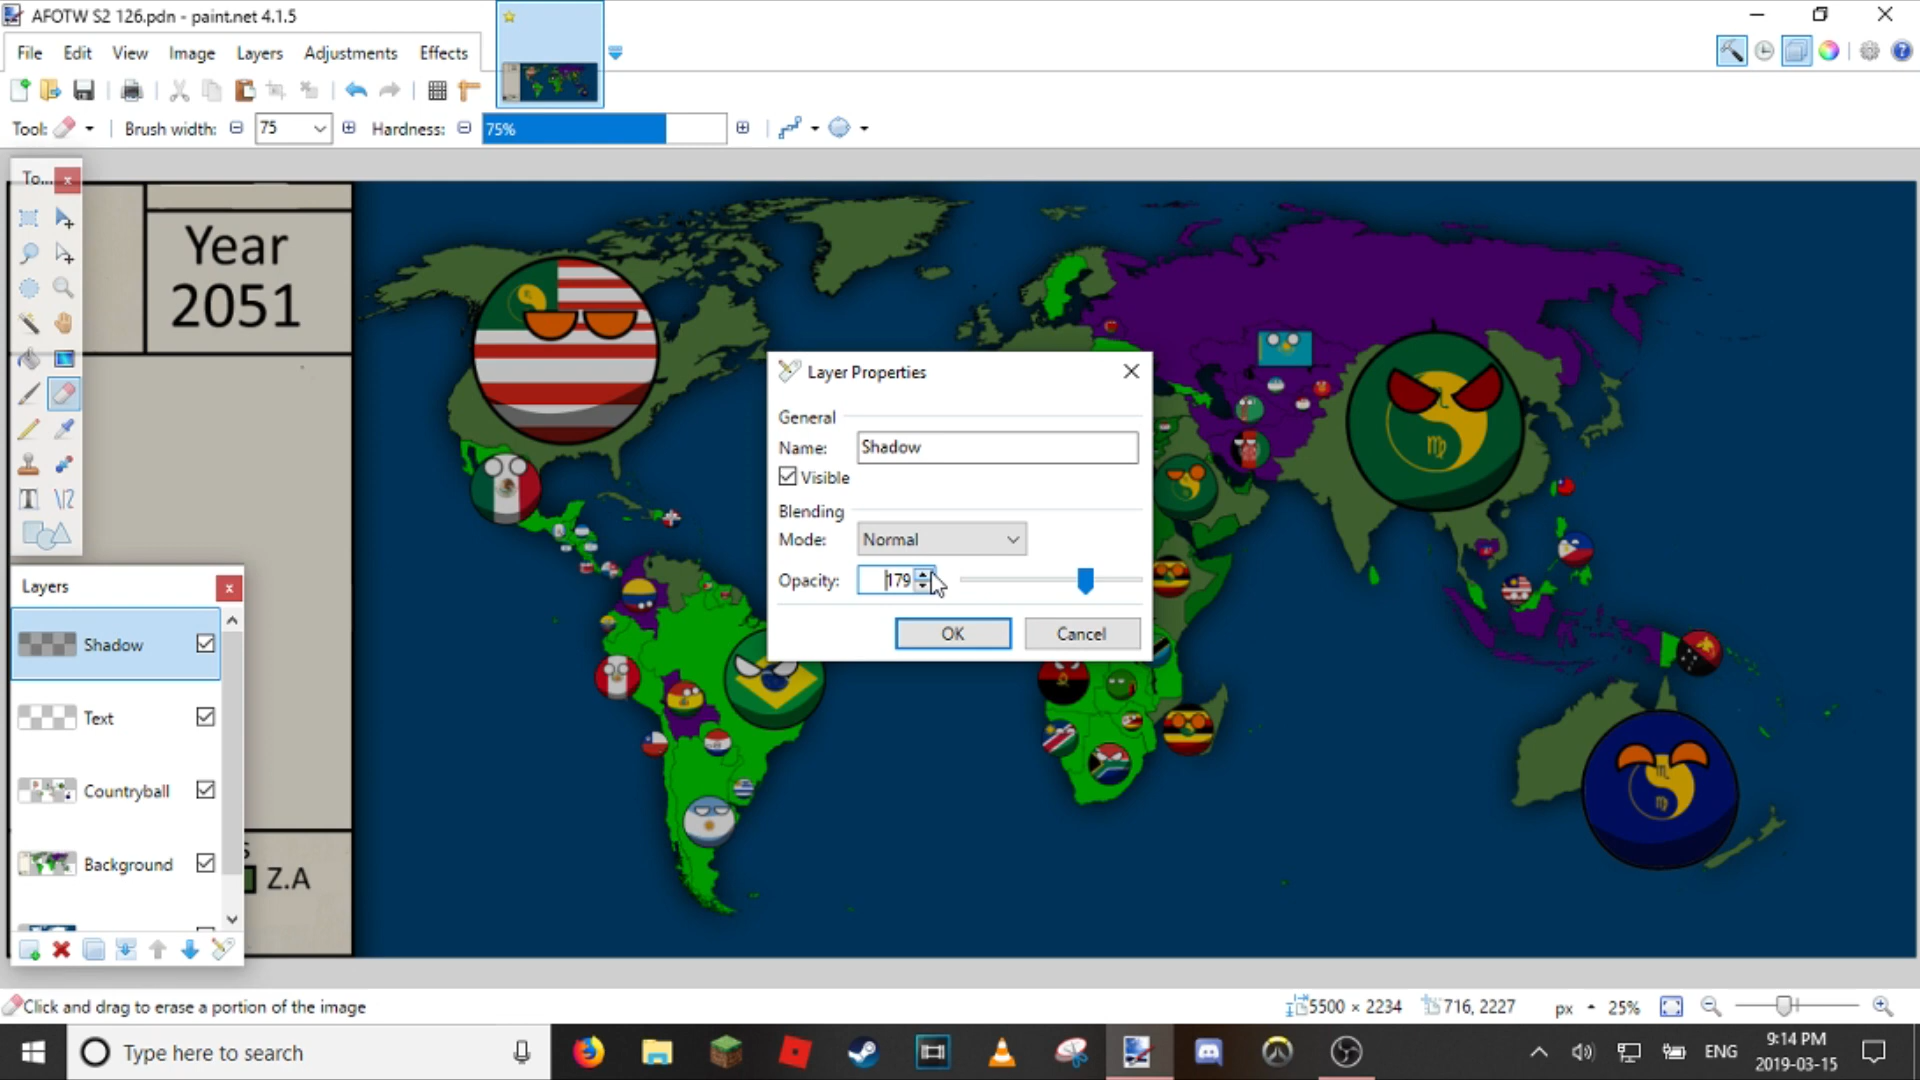 AFOTW S2 126.pdn - paint.net 4.1.5
File Edit View Image Layers Adjustments Effects
Tool: Brush width: 75 Hardness: 75%
To...
Year
2051
Layer Properties
General
Name: Shadow
Visible
Blending
Mode: Normal
Opacity: 179
OK Cancel
Layers
Shadow
Text
Countryball
Background
S
Z.A
Click and drag to erase a portion of the image
5500 × 2234 716, 2227 px 25%
Type here to search
ENG
9:14 PM
2019-03-15